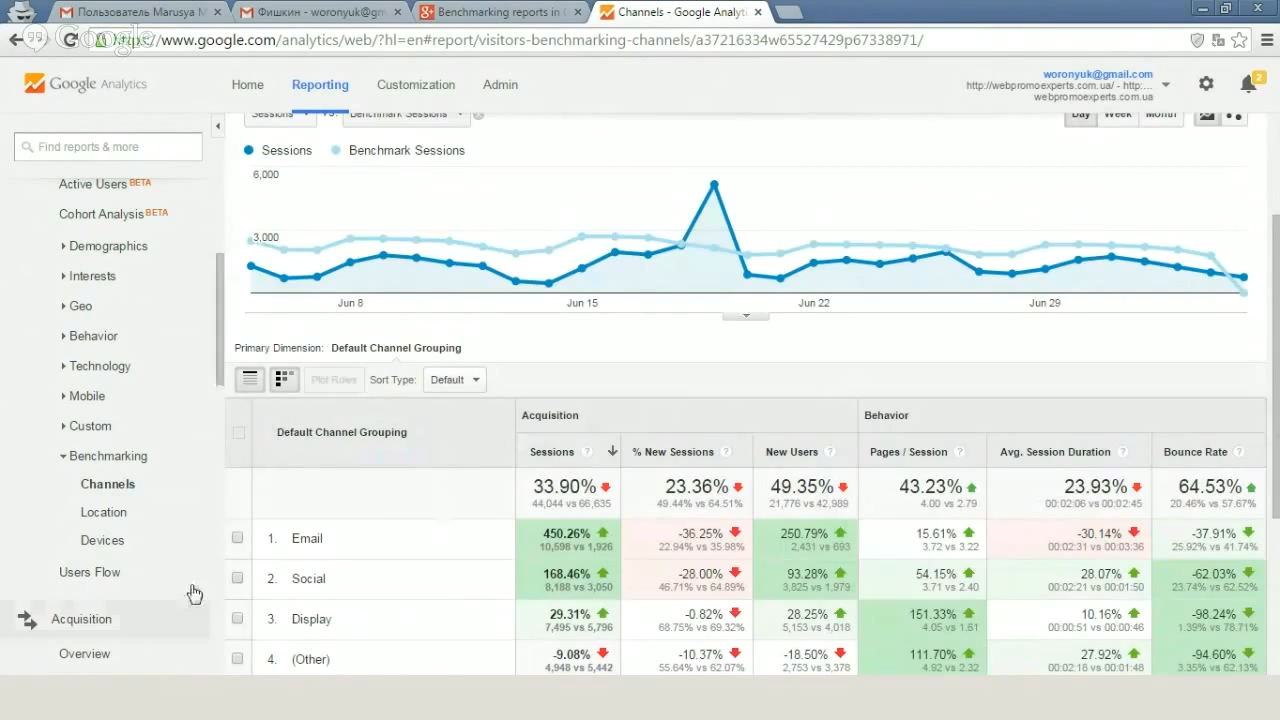 Пользователь Marusya M
Фишкин - woronyuk@gm
Benchmarking reports in
Channels - Google Analyti
Google
https://www.google.com/analytics/web/?hl=en#report/visitors-benchmarking-channels/a37216334w65527429p67338971/
Google Analytics
Home
Reporting
Customization
Admin
woronyuk@gmail.com
http://webpromoexperts.com.ua/ - http:...
webpromoexperts.com.ua
2
Find reports & more
Active Users BETA
Cohort Analysis BETA
Demographics
Interests
Geo
Behavior
Technology
Mobile
Custom
Benchmarking
Channels
Location
Devices
Users Flow
Acquisition
Overview
Sessions vs. Benchmark Sessions
Day Week Month
Sessions Benchmark Sessions
6,000
3,000
Jun 8 Jun 15 Jun 22 Jun 29
Primary Dimension: Default Channel Grouping
Plot Rows Sort Type: Default
Default Channel Grouping
Acquisition Behavior
Sessions ? % New Sessions ? New Users ? Pages / Session ? Avg. Session Duration ? Bounce Rate ?
33.90% 23.36% 49.35% 43.23% 23.93% 64.53%
44,044 vs 66,635 49.44% vs 64.51% 21,776 vs 42,989 4.00 vs 2.79 00:02:06 vs 00:02:45 20.46% vs 57.67%
1. Email 450.26% -36.25% 250.79% 15.61% -30.14% -37.91%
10,598 vs 1,926 22.94% vs 35.98% 2,431 vs 693 3.72 vs 3.22 00:02:31 vs 00:03:36 25.92% vs 41.74%
2. Social 168.46% -28.00% 93.28% 54.15% 28.07% -62.03%
8,188 vs 3,050 46.71% vs 64.89% 3,825 vs 1,979 3.71 vs 2.40 00:02:21 vs 00:01:50 23.74% vs 62.52%
3. Display 29.31% -0.82% 28.25% 151.33% 10.16% -98.24%
7,495 vs 5,796 68.75% vs 69.32% 5,153 vs 4,018 4.05 vs 1.61 00:00:51 vs 00:00:46 1.39% vs 78.71%
4. (Other) -9.08% -10.37% -18.50% 111.70% 27.92% -94.60%
4,948 vs 5,442 55.64% vs 62.07% 2,753 vs 3,378 4.92 vs 2.32 00:02:18 vs 00:01:48 3.35% vs 62.13%